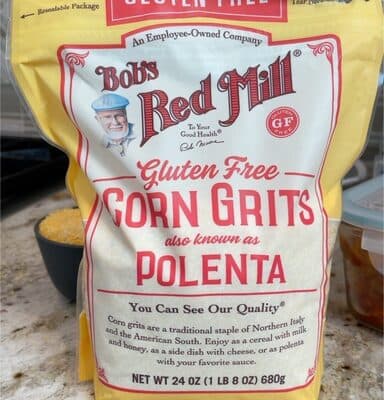 GLUTEN FREE
Resealable Package
An Employee-Owned Company
Bob's
Red Mill®
To Your
Good Health®
Bob Moore
GF
FREE
Gluten Free
CORN GRITS
also known as
POLENTA
You Can See Our Quality®
Corn grits are a traditional staple of Northern Italy
and the American South. Enjoy as a cereal with milk
and honey, as a side dish with cheese, or as polenta
with your favorite sauce.
NET WT 24 OZ (1 LB 8 OZ) 680g